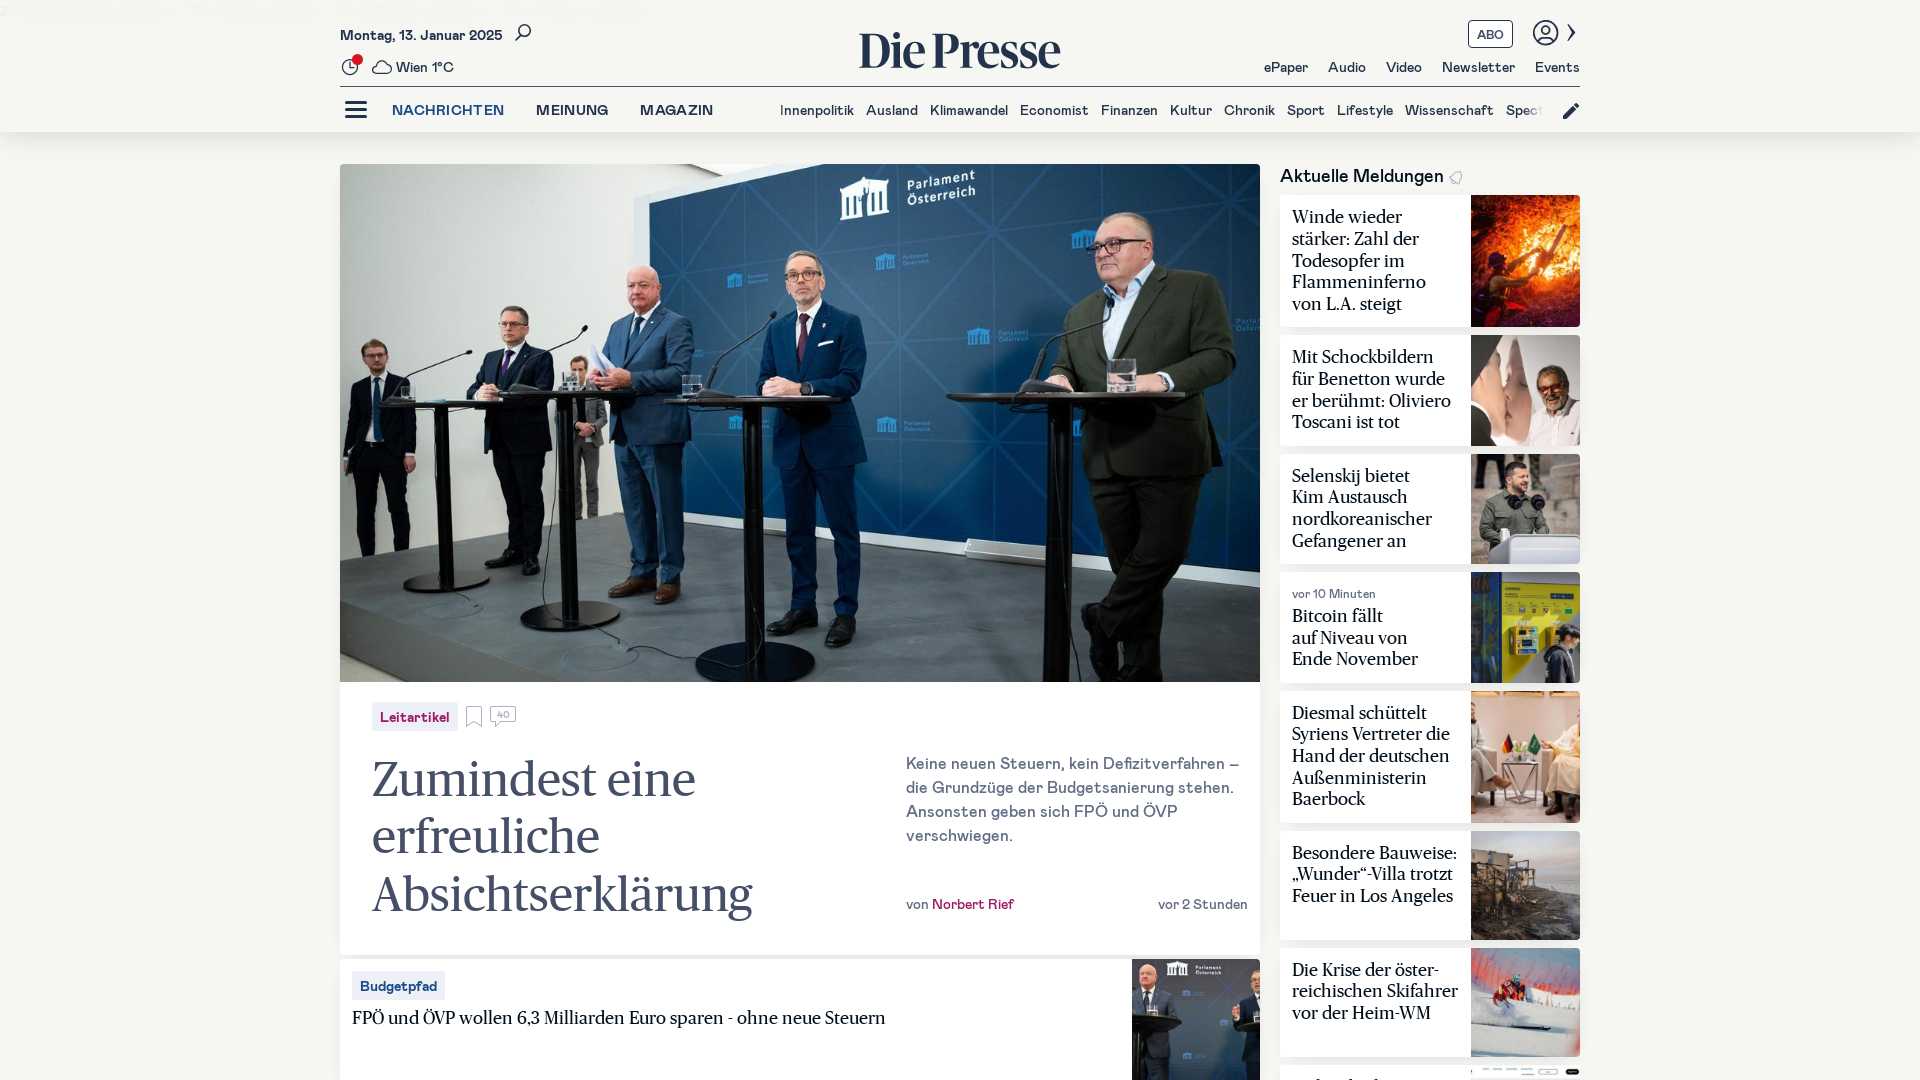 Montag, 13. Januar 2025
Wien 1°C
Die Presse
ABO
ePaper Audio Video Newsletter Events
NACHRICHTEN MEINUNG MAGAZIN
Innenpolitik Ausland Klimawandel Economist Finanzen Kultur Chronik Sport Lifestyle Wissenschaft Spect
Parlament
Österreich
Leitartikel
40
Zumindest eine
erfreuliche
Absichtserklärung
Keine neuen Steuern, kein Defizitverfahren –
die Grundzüge der Budgetsanierung stehen.
Ansonsten geben sich FPÖ und ÖVP
verschwiegen.
von Norbert Rief
vor 2 Stunden
Budgetpfad
FPÖ und ÖVP wollen 6,3 Milliarden Euro sparen - ohne neue Steuern
Parlament
Österreich
Aktuelle Meldungen
Winde wieder
stärker: Zahl der
Todesopfer im
Flammeninferno
von L.A. steigt
Mit Schockbildern
für Benetton wurde
er berühmt: Oliviero
Toscani ist tot
Selenskij bietet
Kim Austausch
nordkoreanischer
Gefangener an
vor 10 Minuten
Bitcoin fällt
auf Niveau von
Ende November
Diesmal schüttelt
Syriens Vertreter die
Hand der deutschen
Außenministerin
Baerbock
Besondere Bauweise:
„Wunder“-Villa trotzt
Feuer in Los Angeles
Die Krise der öster-
reichischen Skifahrer
vor der Heim-WM